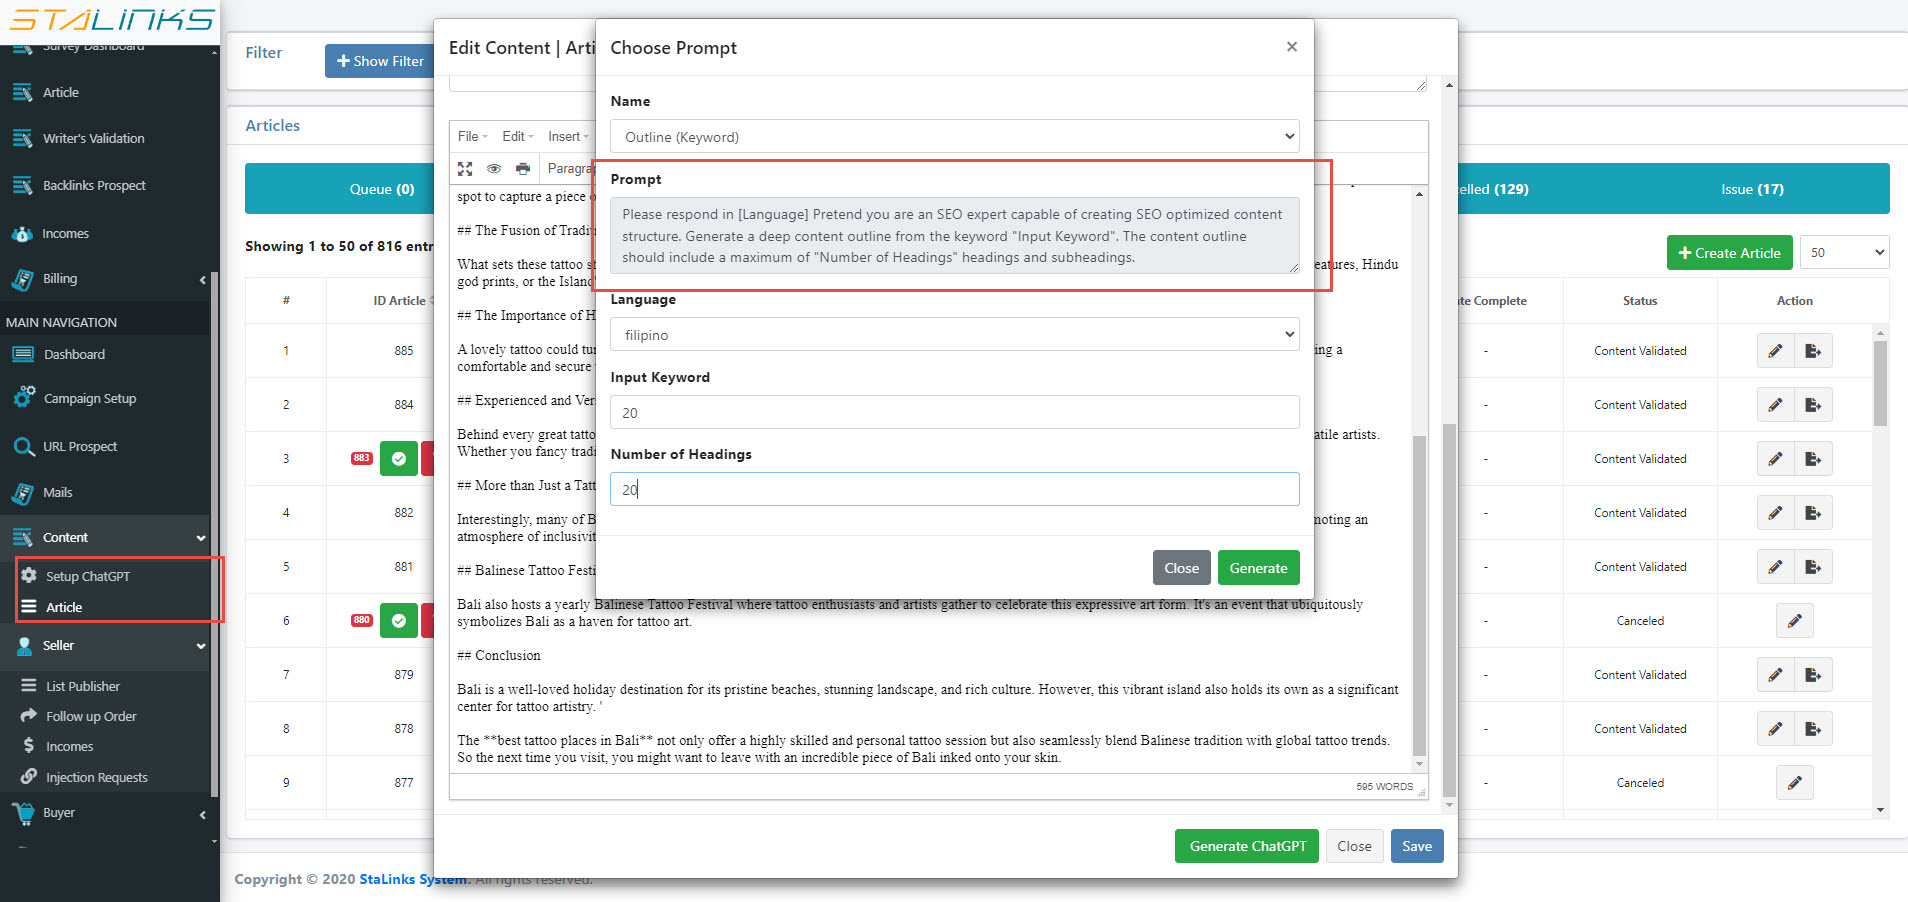 STALINKS
Survey Dashboard
Article
Writer's Validation
Backlinks Prospect
Incomes
Billing
MAIN NAVIGATION
Dashboard
Campaign Setup
URL Prospect
Mails
Content
Setup ChatGPT
Article
Seller
List Publisher
Follow up Order
Incomes
Injection Requests
Buyer
Filter
Show Filter
Articles
Queue (0)
elled (129)
Issue (17)
Showing 1 to 50 of 816 entr
Create Article
50
# ID Article te Complete Status Action
1 885 - Content Validated
2 884 - Content Validated
3 883 - Content Validated
4 882 - Content Validated
5 881 - Content Validated
6 880 - Canceled
7 879 - Content Validated
8 878 - Content Validated
9 877 - Canceled
Copyright © 2020 StaLinks System. All rights reserved.
Edit Content | Arti
File Edit Insert
Paragra
spot to capture a piece o
## The Fusion of Traditi
What sets these tattoo st
eatures, Hindu
god prints, or the Island
## The Importance of H
A lovely tattoo could tur
ing a
comfortable and secure
## Experienced and Vers
Behind every great tatto
atile artists.
Whether you fancy tradi
## More than Just a Tatt
Interestingly, many of B
moting an
atmosphere of inclusivit
## Balinese Tattoo Festi
Bali also hosts a yearly Balinese Tattoo Festival where tattoo enthusiasts and artists gather to celebrate this expressive art form. It's an event that ubiquitously
symbolizes Bali as a haven for tattoo art.
## Conclusion
Bali is a well-loved holiday destination for its pristine beaches, stunning landscape, and rich culture. However, this vibrant island also holds its own as a significant
center for tattoo artistry. '
The **best tattoo places in Bali** not only offer a highly skilled and personal tattoo session but also seamlessly blend Balinese tradition with global tattoo trends.
So the next time you visit, you might want to leave with an incredible piece of Bali inked onto your skin.
595 WORDS
Generate ChatGPT
Close
Save
Choose Prompt
×
Name
Outline (Keyword)
Prompt
Please respond in [Language] Pretend you are an SEO expert capable of creating SEO optimized content
structure. Generate a deep content outline from the keyword "Input Keyword". The content outline
should include a maximum of "Number of Headings" headings and subheadings.
Language
filipino
Input Keyword
20
Number of Headings
20
Close
Generate